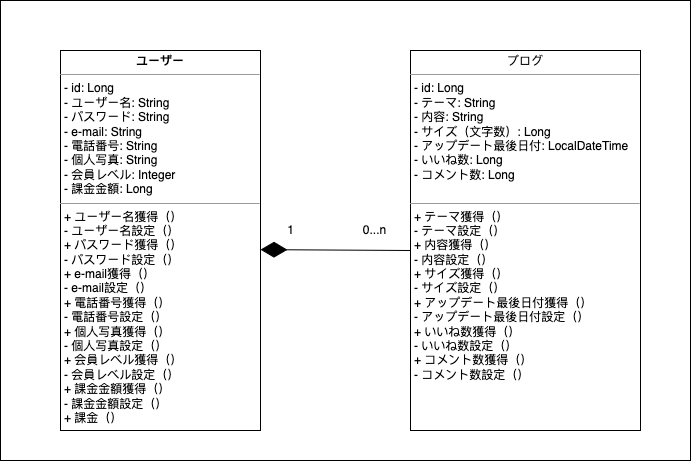 ユーザー
- id: Long
- ユーザー名: String
- パスワード: String
- e-mail: String
- 電話番号: String
- 個人写真: String
- 会員レベル: Integer
- 課金金額: Long
+ ユーザー名獲得（）
- ユーザー名設定（）
+ パスワード獲得（）
- パスワード設定（）
+ e-mail獲得（）
- e-mail設定（）
+ 電話番号獲得（）
- 電話番号設定（）
+ 個人写真獲得（）
- 個人写真設定（）
+ 会員レベル獲得（）
- 会員レベル設定（）
+ 課金金額獲得（）
- 課金金額設定（）
+ 課金（）
1
0...n
ブログ
- id: Long
- テーマ: String
- 内容: String
- サイズ（文字数）: Long
- アップデート最後日付: LocalDateTime
- いいね数: Long
- コメント数: Long
+ テーマ獲得（）
- テーマ設定（）
+ 内容獲得（）
- 内容設定（）
+ サイズ獲得（）
- サイズ設定（）
+ アップデート最後日付獲得（）
- アップデート最後日付設定（）
+ いいね数獲得（）
- いいね数設定（）
+ コメント数獲得（）
- コメント数設定（）